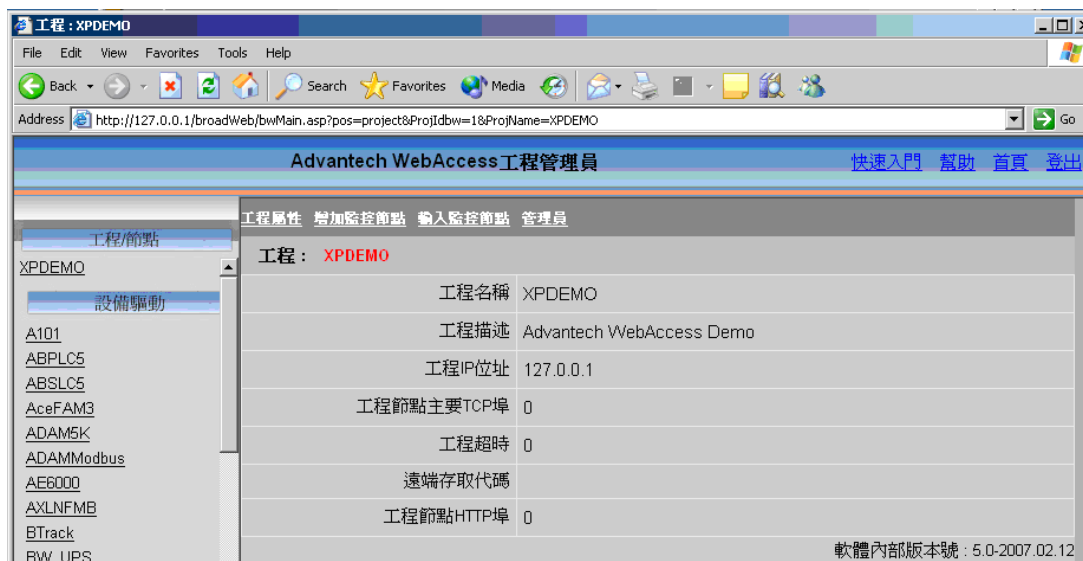 工程 : XPDEMO
File Edit View Favorites Tools Help
Back Search Favorites Media
Address http://127.0.0.1/broadWeb/bwMain.asp?pos=project&ProjIdbw=1&ProjName=XPDEMO Go
Advantech WebAccess工程管理員 快速入門 幫助 首頁 登出
工程屬性 增加監控節點 輸入監控節點 管理員
工程/節點
XPDEMO
設備驅動
A101
ABPLC5
ABSLC5
AceFAM3
ADAM5K
ADAMModbus
AE6000
AXLNFMB
BTrack
BW_UPS
工程 : XPDEMO
工程名稱 XPDEMO
工程描述 Advantech WebAccess Demo
工程IP位址 127.0.0.1
工程節點主要TCP埠 0
工程超時 0
遠端存取代碼
工程節點HTTP埠 0
軟體內部版本號 : 5.0-2007.02.12